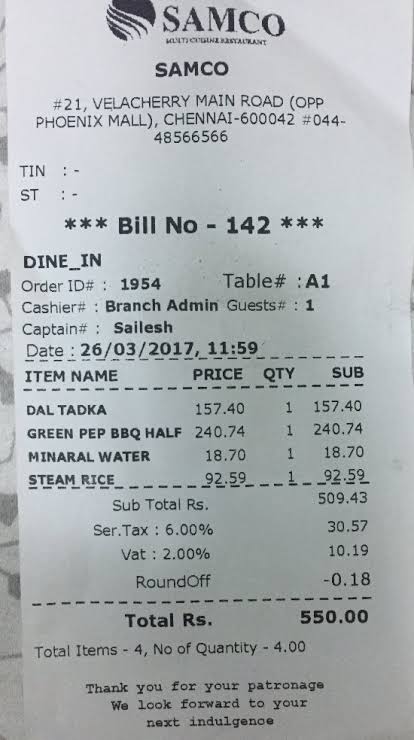 SAMCO
MULTI CUISINE RESTAURANT
SAMCO
#21, VELACHERRY MAIN ROAD (OPP
PHOENIX MALL), CHENNAI-600042 #044-
48566566
TIN : -
ST : -
*** Bill No - 142 ***
DINE_IN
Order ID# : 1954 Table# : A1
Cashier# : Branch Admin Guests# : 1
Captain# : Sailesh
Date : 26/03/2017, 11:59
ITEM NAME PRICE QTY SUB
DAL TADKA 157.40 1 157.40
GREEN PEP BBQ HALF 240.74 1 240.74
MINARAL WATER 18.70 1 18.70
STEAM RICE 92.59 1 92.59
Sub Total Rs. 509.43
Ser.Tax : 6.00% 30.57
Vat : 2.00% 10.19
RoundOff -0.18
Total Rs. 550.00
Total Items - 4, No of Quantity - 4.00
Thank you for your patronage
We look forward to your
next indulgence